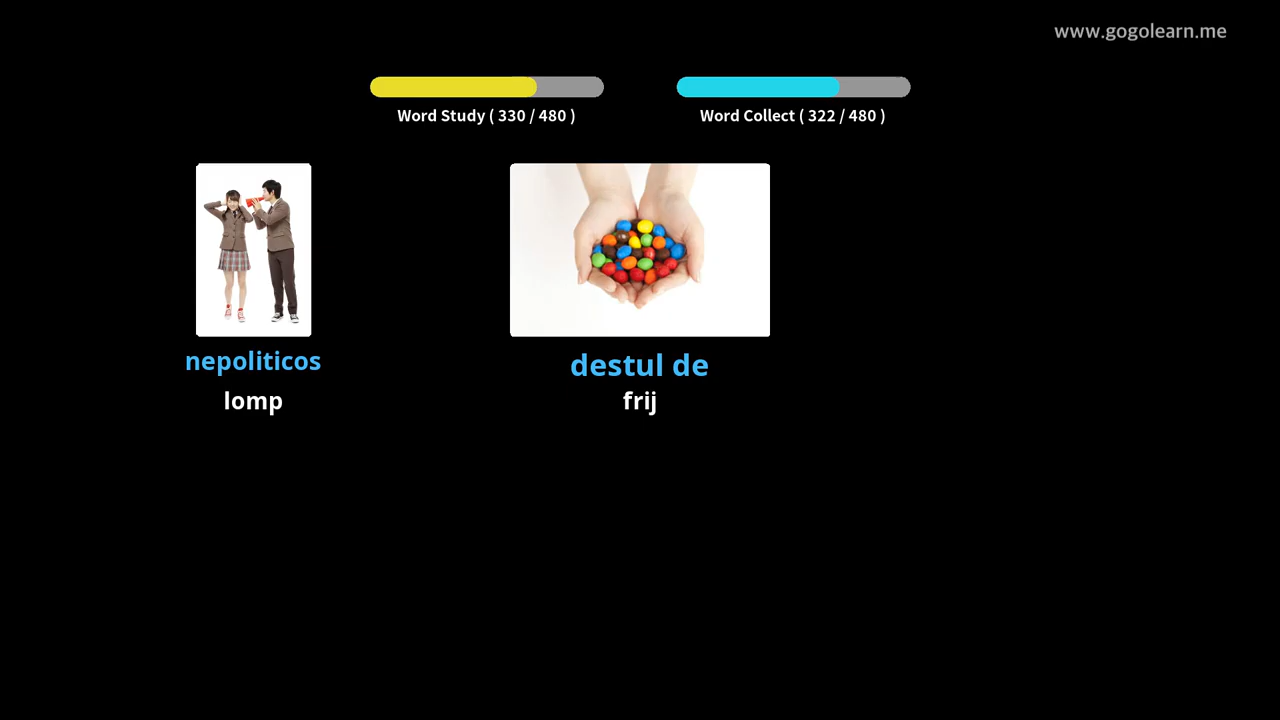 www.gogolearn.me
Word Study ( 330 / 480 )
Word Collect ( 322 / 480 )
nepoliticos
lomp
destul de
frij